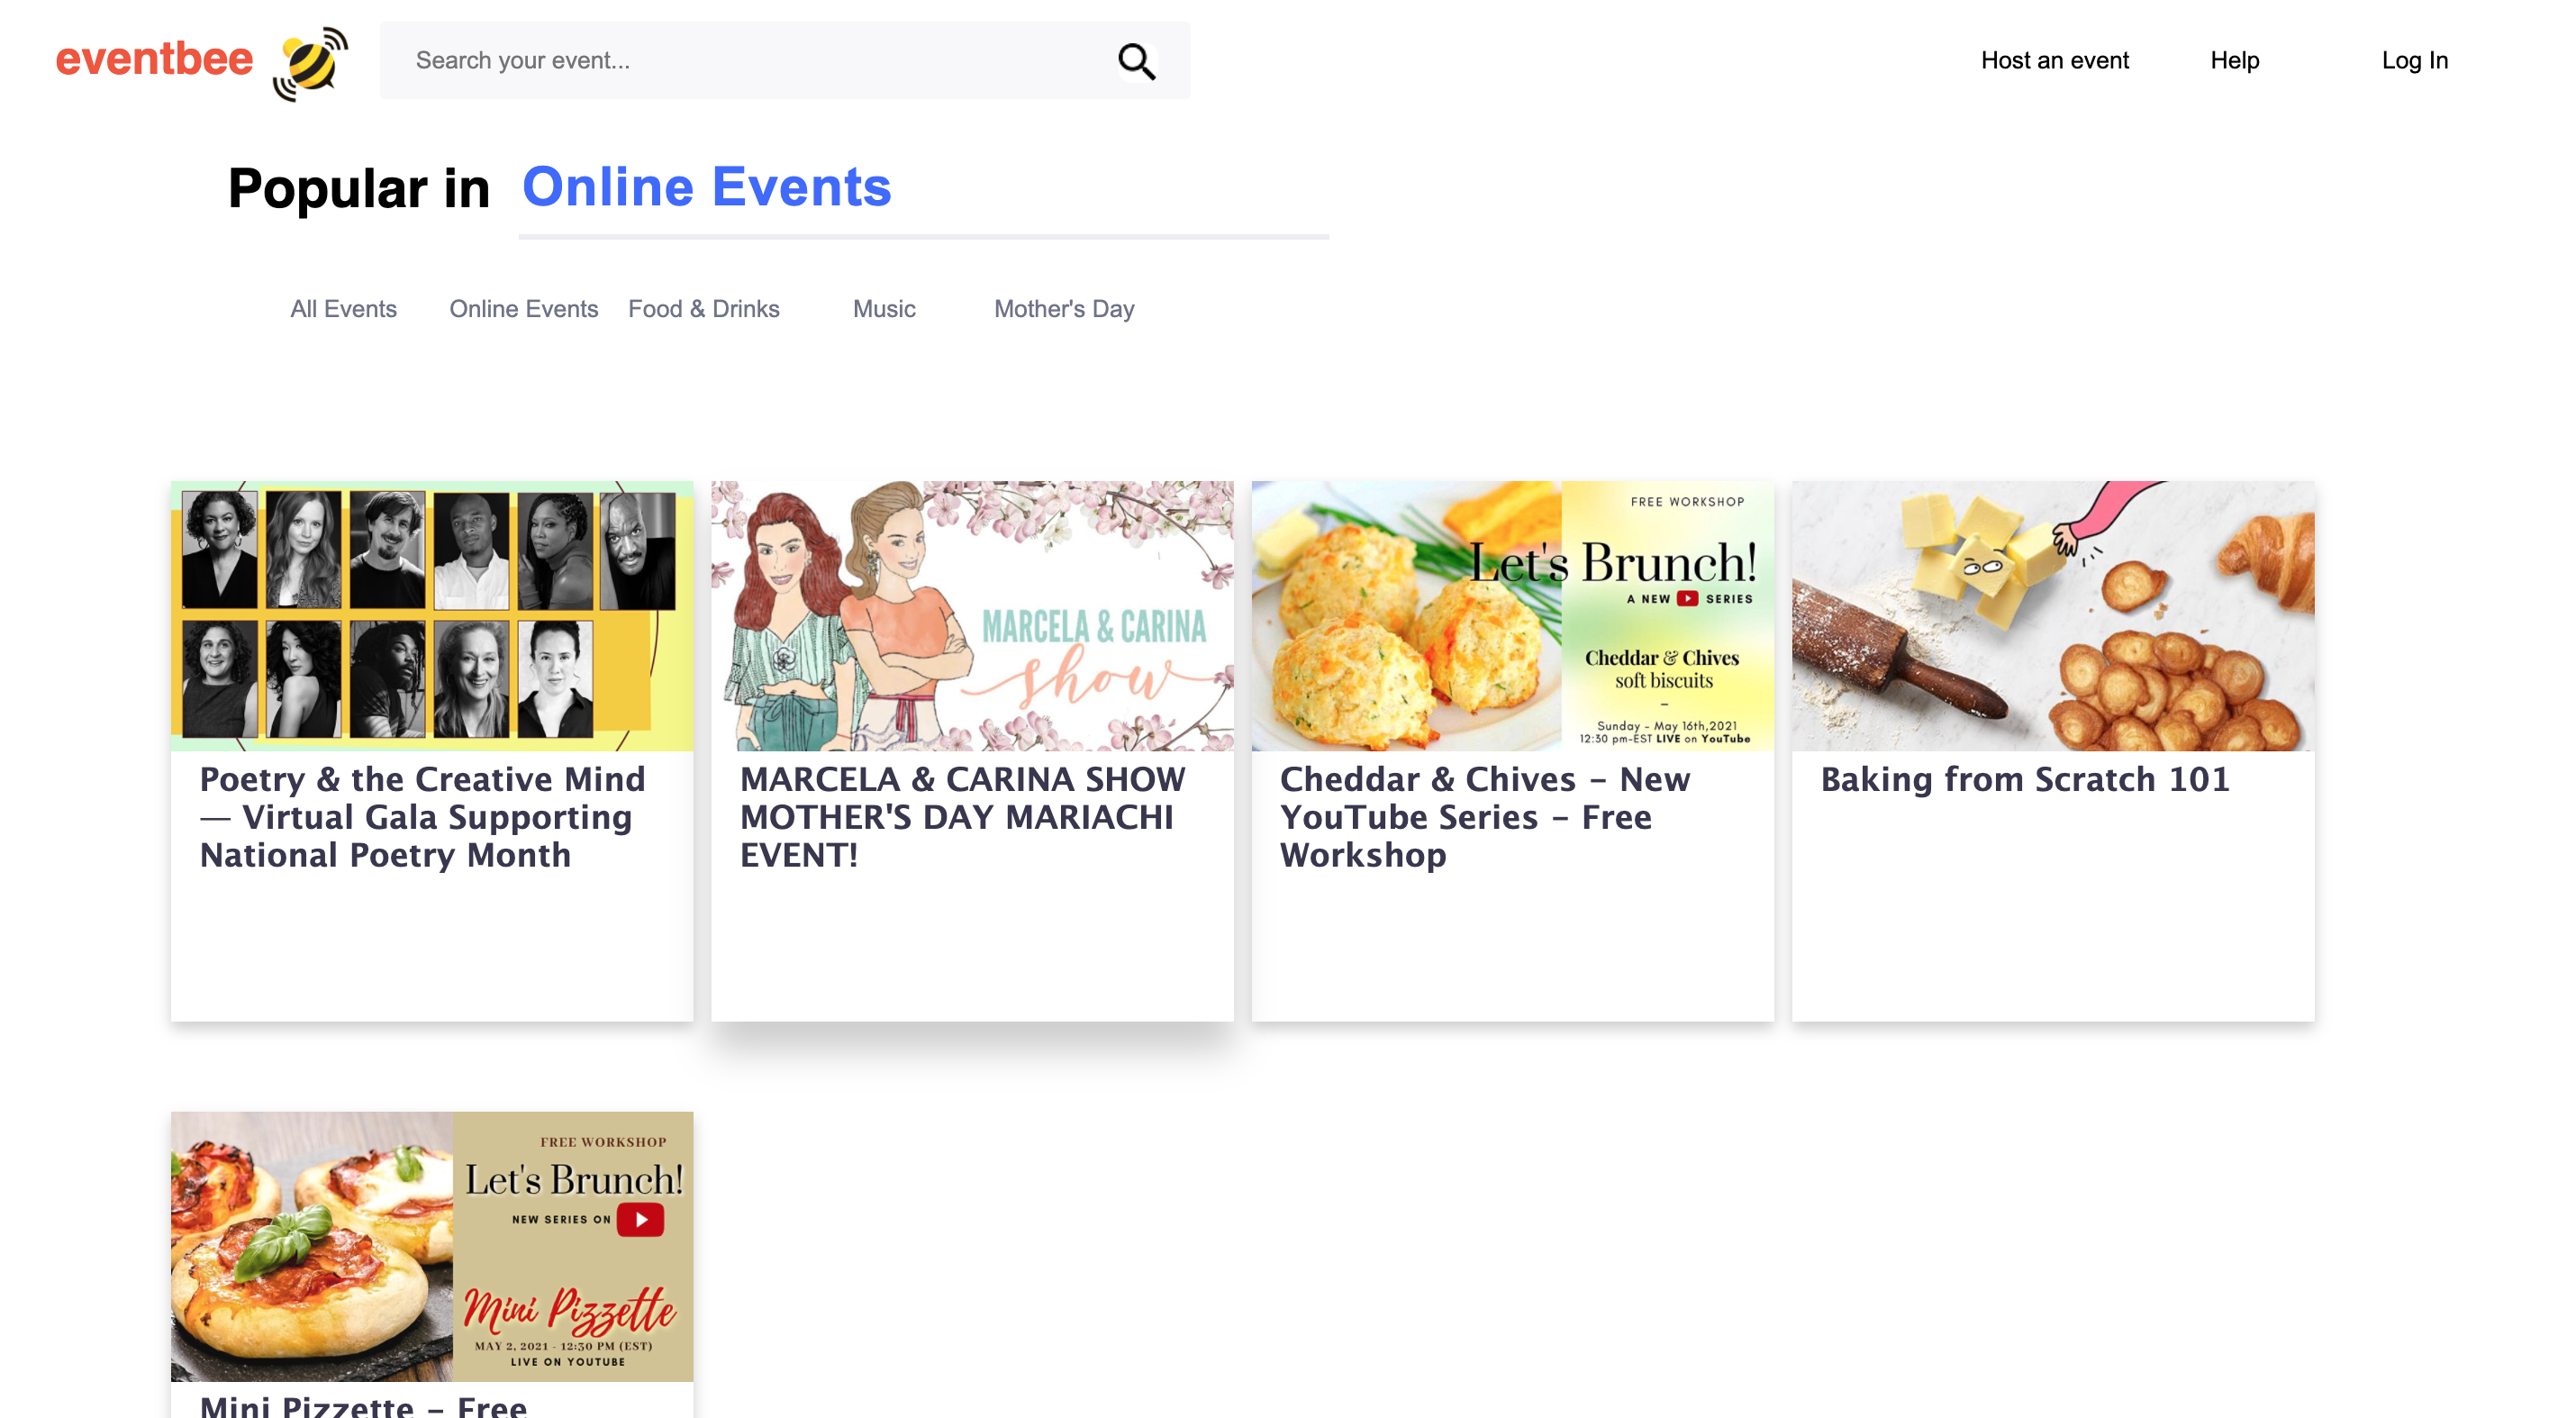 eventbee
Search your event...
Host an event
Help
Log In
Popular in Online Events
All Events
Online Events
Food & Drinks
Music
Mother's Day
MARCELA & CARINA
show
FREE WORKSHOP
Let's Brunch!
A NEW SERIES
Cheddar & Chives
soft biscuits
–
Sunday - May 16th,2021
12:30 pm-EST LIVE on YouTube
Poetry & the Creative Mind
— Virtual Gala Supporting
National Poetry Month
MARCELA & CARINA SHOW
MOTHER'S DAY MARIACHI
EVENT!
Cheddar & Chives – New
YouTube Series – Free
Workshop
Baking from Scratch 101
FREE WORKSHOP
Let's Brunch!
NEW SERIES ON
Mini Pizzette
MAY 2, 2021 - 12:30 PM (EST)
LIVE ON YOUTUBE
Mini Pizzette – Free